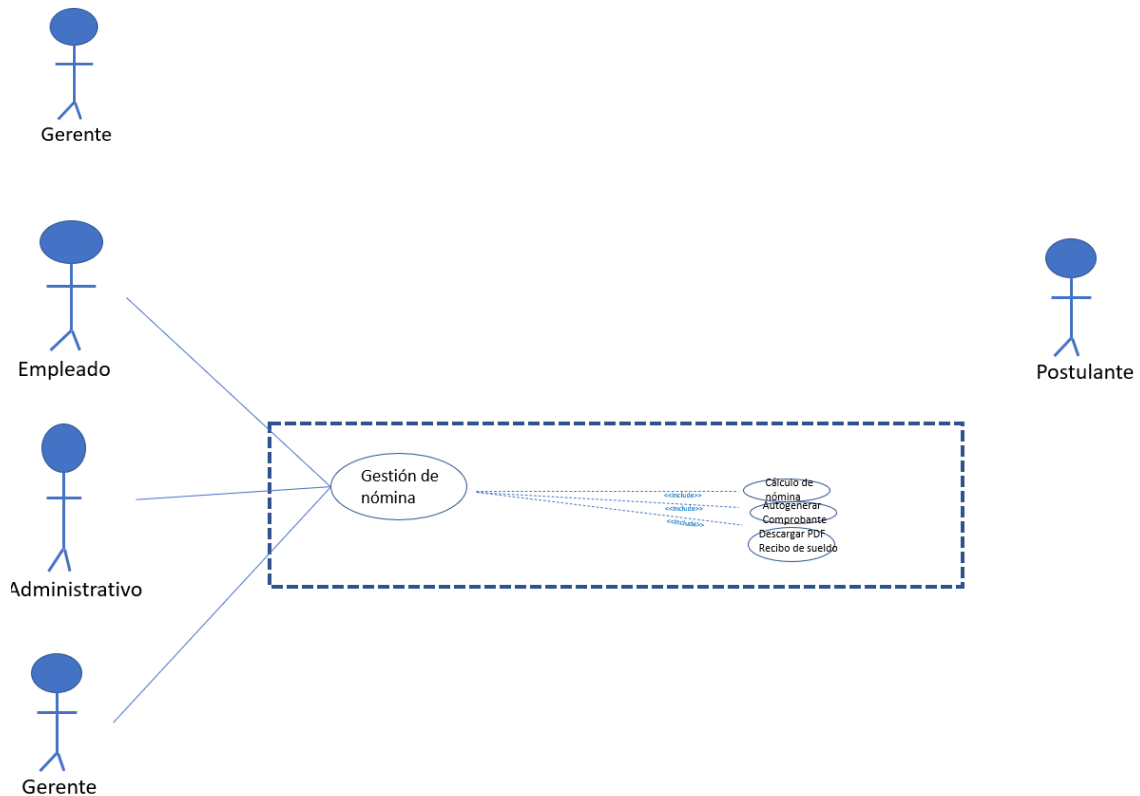 Gerente
Empleado
Postulante
Gestión de
nómina
<<Include>>
<<Include>>
<<Include>>
Cálculo de
nómina
Autogenerar
Comprobante
Descargar PDF
Recibo de sueldo
Administrativo
Gerente